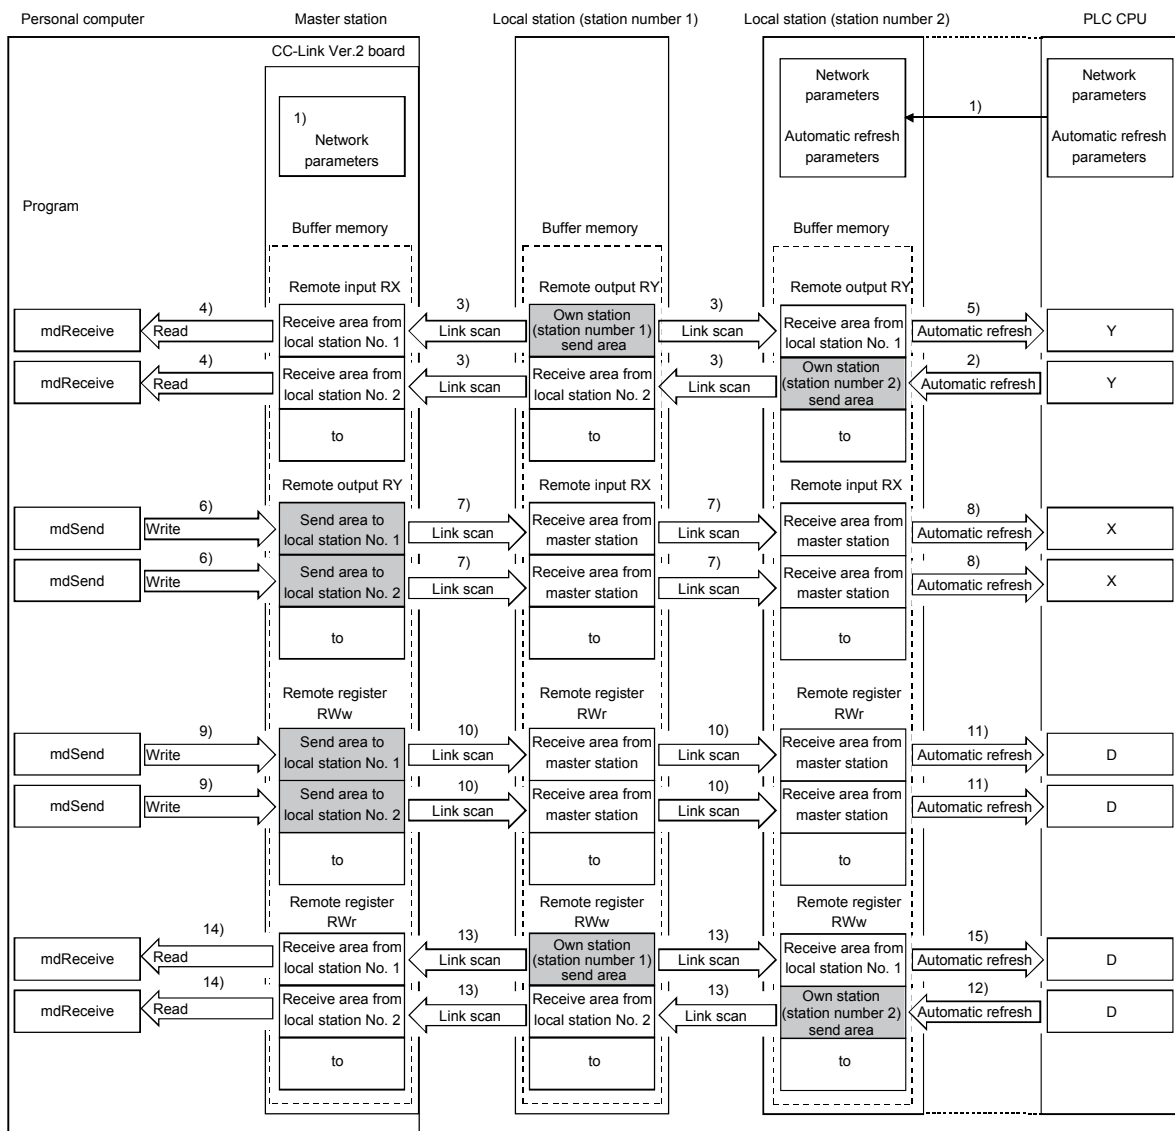 Personal computer
Master station
Local station (station number 1)
Local station (station number 2)
PLC CPU
CC-Link Ver.2 board
1)
Network
parameters
Network
parameters
Automatic refresh
parameters
1)
Network
parameters
Automatic refresh
parameters
Program
Buffer memory
Buffer memory
Buffer memory
Remote input RX
Remote output RY
Remote output RY
mdReceive
4)
Read
Receive area from
local station No. 1
3)
Link scan
Own station
(station number 1)
send area
3)
Link scan
Receive area from
local station No. 1
5)
Automatic refresh
Y
mdReceive
4)
Read
Receive area from
local station No. 2
3)
Link scan
Receive area from
local station No. 2
3)
Link scan
Own station
(station number 2)
send area
2)
Automatic refresh
Y
to
to
to
Remote output RY
Remote input RX
Remote input RX
mdSend
6)
Write
Send area to
local station No. 1
7)
Link scan
Receive area from
master station
7)
Link scan
Receive area from
master station
8)
Automatic refresh
X
mdSend
6)
Write
Send area to
local station No. 2
7)
Link scan
Receive area from
master station
7)
Link scan
Receive area from
master station
8)
Automatic refresh
X
to
to
to
Remote register
RWw
Remote register
RWr
Remote register
RWr
mdSend
9)
Write
Send area to
local station No. 1
10)
Link scan
Receive area from
master station
10)
Link scan
Receive area from
master station
11)
Automatic refresh
D
mdSend
9)
Write
Send area to
local station No. 2
10)
Link scan
Receive area from
master station
10)
Link scan
Receive area from
master station
11)
Automatic refresh
D
to
to
to
Remote register
RWr
Remote register
RWw
Remote register
RWw
mdReceive
14)
Read
Receive area from
local station No. 1
13)
Link scan
Own station
(station number 1)
send area
13)
Link scan
Receive area from
local station No. 1
15)
Automatic refresh
D
mdReceive
14)
Read
Receive area from
local station No. 2
13)
Link scan
Receive area from
local station No. 2
13)
Link scan
Own station
(station number 2)
send area
12)
Automatic refresh
D
to
to
to